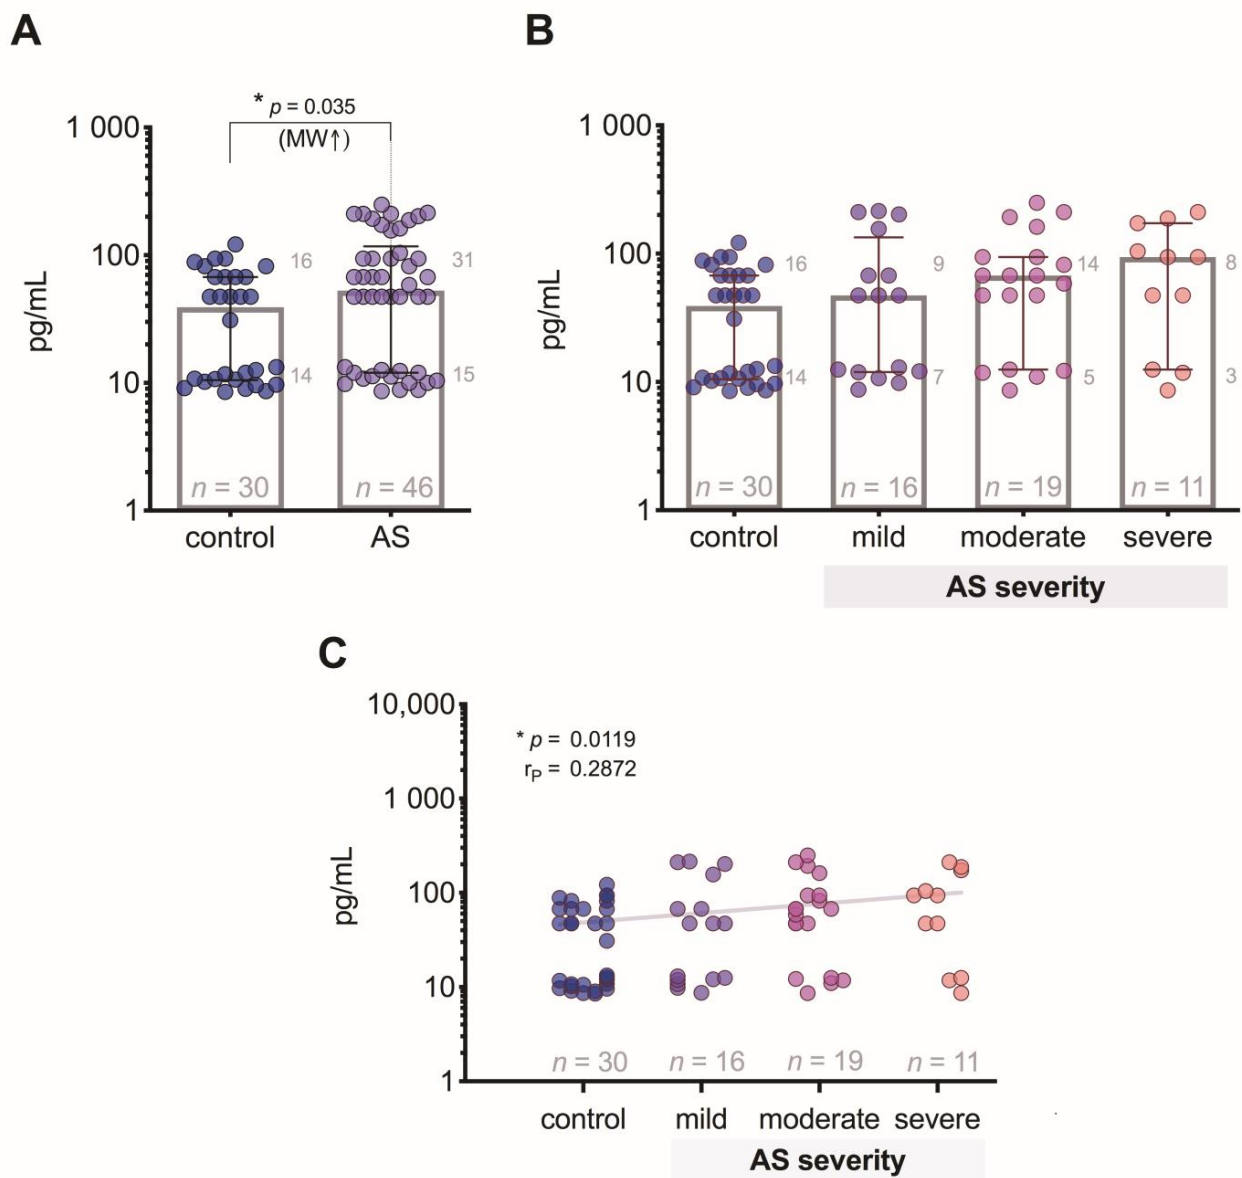 A
* p = 0.035
(MW↑)
pg/mL
1 000
100
10
1
16
14
31
15
n = 30
n = 46
control
AS
B
pg/mL
1 000
100
10
1
16
14
9
7
14
5
8
3
n = 30
n = 16
n = 19
n = 11
control
mild
moderate
severe
AS severity
C
pg/mL
10,000
1 000
100
10
1
* p = 0.0119
rP = 0.2872
n = 30
n = 16
n = 19
n = 11
control
mild
moderate
severe
AS severity